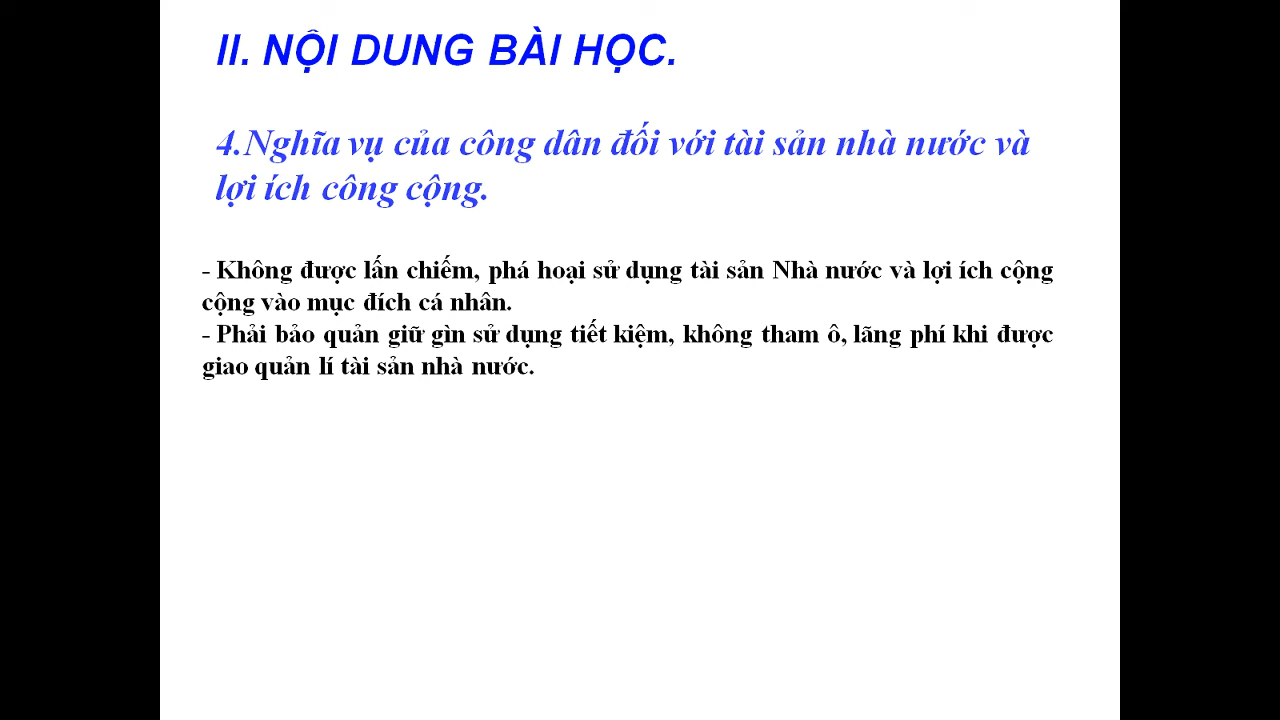 II. NỘI DUNG BÀI HỌC.
4.Nghĩa vụ của công dân đối với tài sản nhà nước và
lợi ích công cộng.
- Không được lấn chiếm, phá hoại sử dụng tài sản Nhà nước và lợi ích cộng
cộng vào mục đích cá nhân.
- Phải bảo quản giữ gìn sử dụng tiết kiệm, không tham ô, lãng phí khi được
giao quản lí tài sản nhà nước.